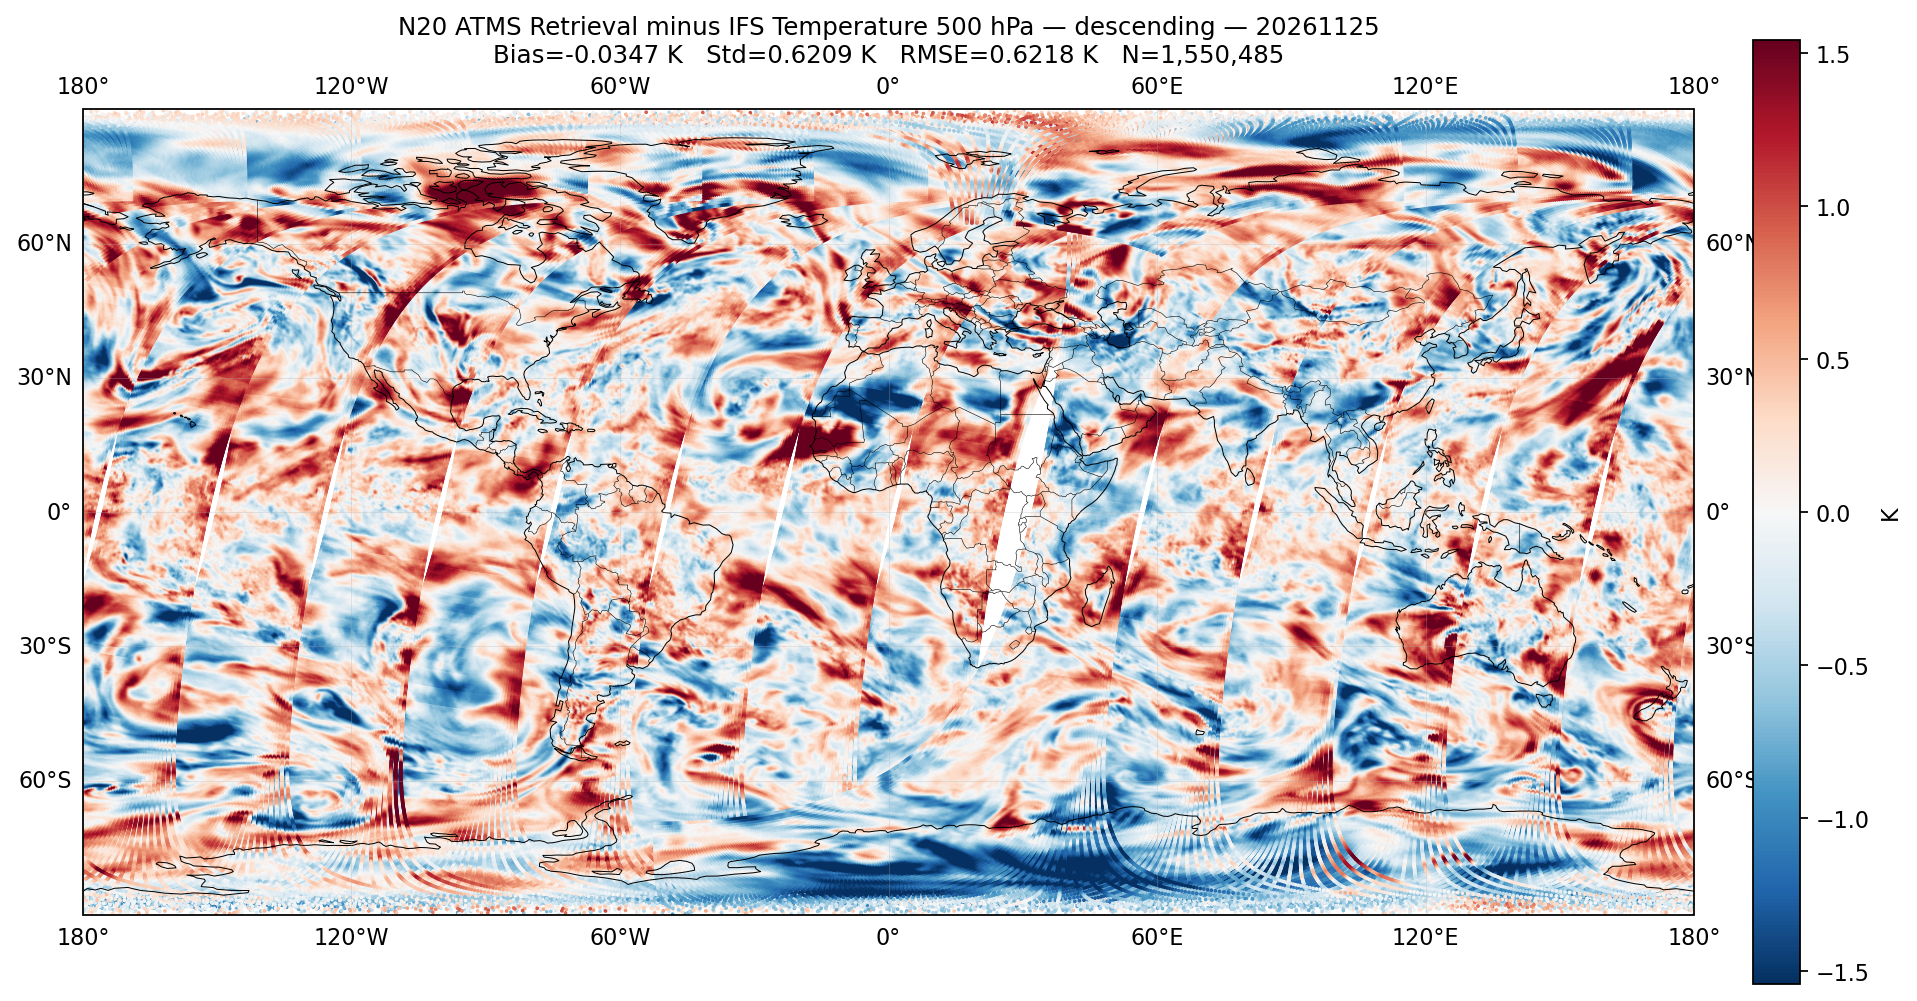 N20 ATMS Retrieval minus IFS Temperature 500 hPa — descending — 20261125
Bias=-0.0347 K   Std=0.6209 K   RMSE=0.6218 K   N=1,550,485
180° 120°W 60°W 0° 60°E 120°E 180°
60°N 60°N
30°N 30°N
0° 0°
30°S 30°S
60°S 60°S
180° 120°W 60°W 0° 60°E 120°E 180°
1.5
1.0
0.5
0.0
−0.5
−1.0
−1.5
K